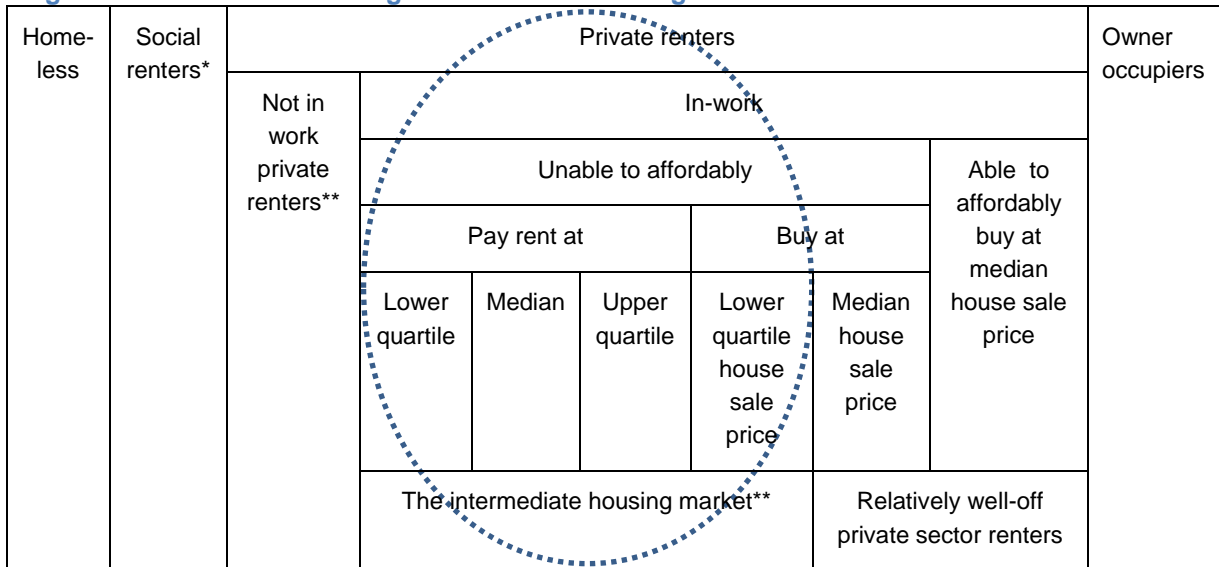 Home-
less
Social
renters*
Private renters
Owner
occupiers
Not in
work
private
renters**
In-work
Unable to affordably
Able to
affordably
buy at
median
house sale
price
Pay rent at
Buy at
Lower
quartile
Median
Upper
quartile
Lower
quartile
house
sale
price
Median
house
sale
price
The intermediate housing market**
Relatively well-off
private sector renters